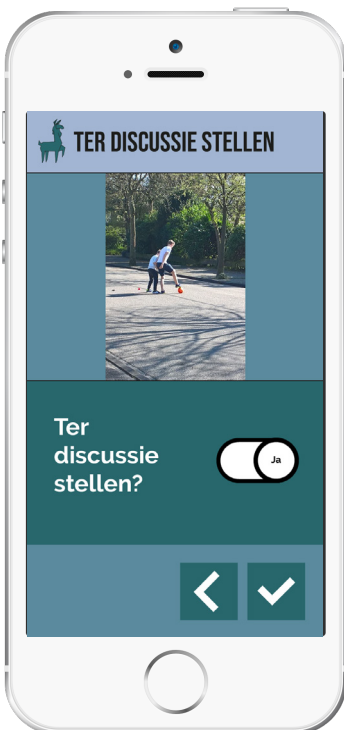 TER DISCUSSIE STELLEN
Ter
discussie
stellen?
Ja